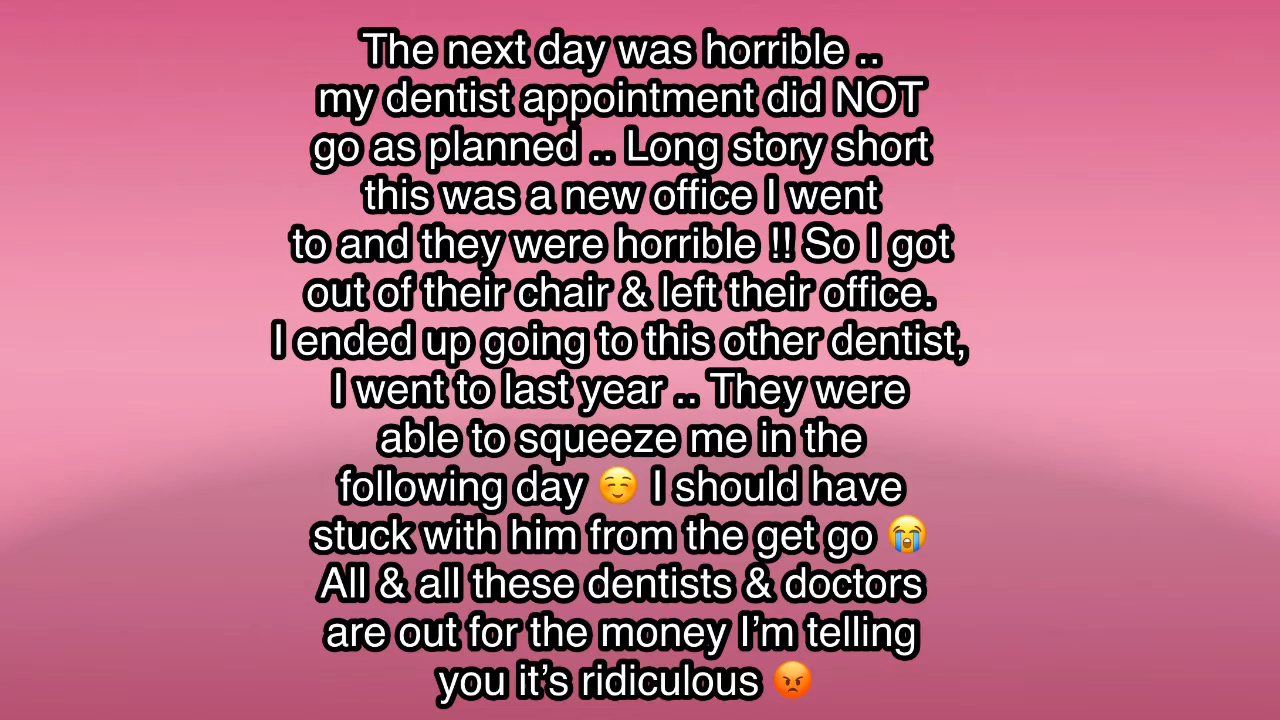 The next day was horrible ..
my dentist appointment did NOT
go as planned .. Long story short
this was a new office I went
to and they were horrible !! So I got
out of their chair & left their office.
I ended up going to this other dentist,
I went to last year .. They were
able to squeeze me in the
following day ☺️ I should have
stuck with him from the get go 😭
All & all these dentists & doctors
are out for the money I’m telling
you it’s ridiculous 😡